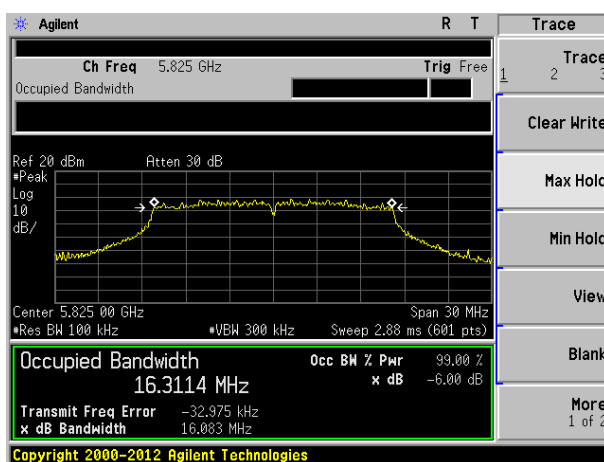 Agilent R T Trace
Ch Freq 5.825 GHz Trig Free
Occupied Bandwidth
Trace
1 2 3
Clear Write
Max Hold
Min Hold
View
Blank
More
1 of 2
Ref 20 dBm Atten 30 dB
#Peak
Log
10
dB/
Center 5.825 00 GHz Span 30 MHz
#Res BW 100 kHz #VBW 300 kHz Sweep 2.88 ms (601 pts)
Occupied Bandwidth Occ BW % Pwr 99.00 %
16.3114 MHz x dB -6.00 dB
Transmit Freq Error -32.975 kHz
x dB Bandwidth 16.083 MHz
Copyright 2000-2012 Agilent Technologies